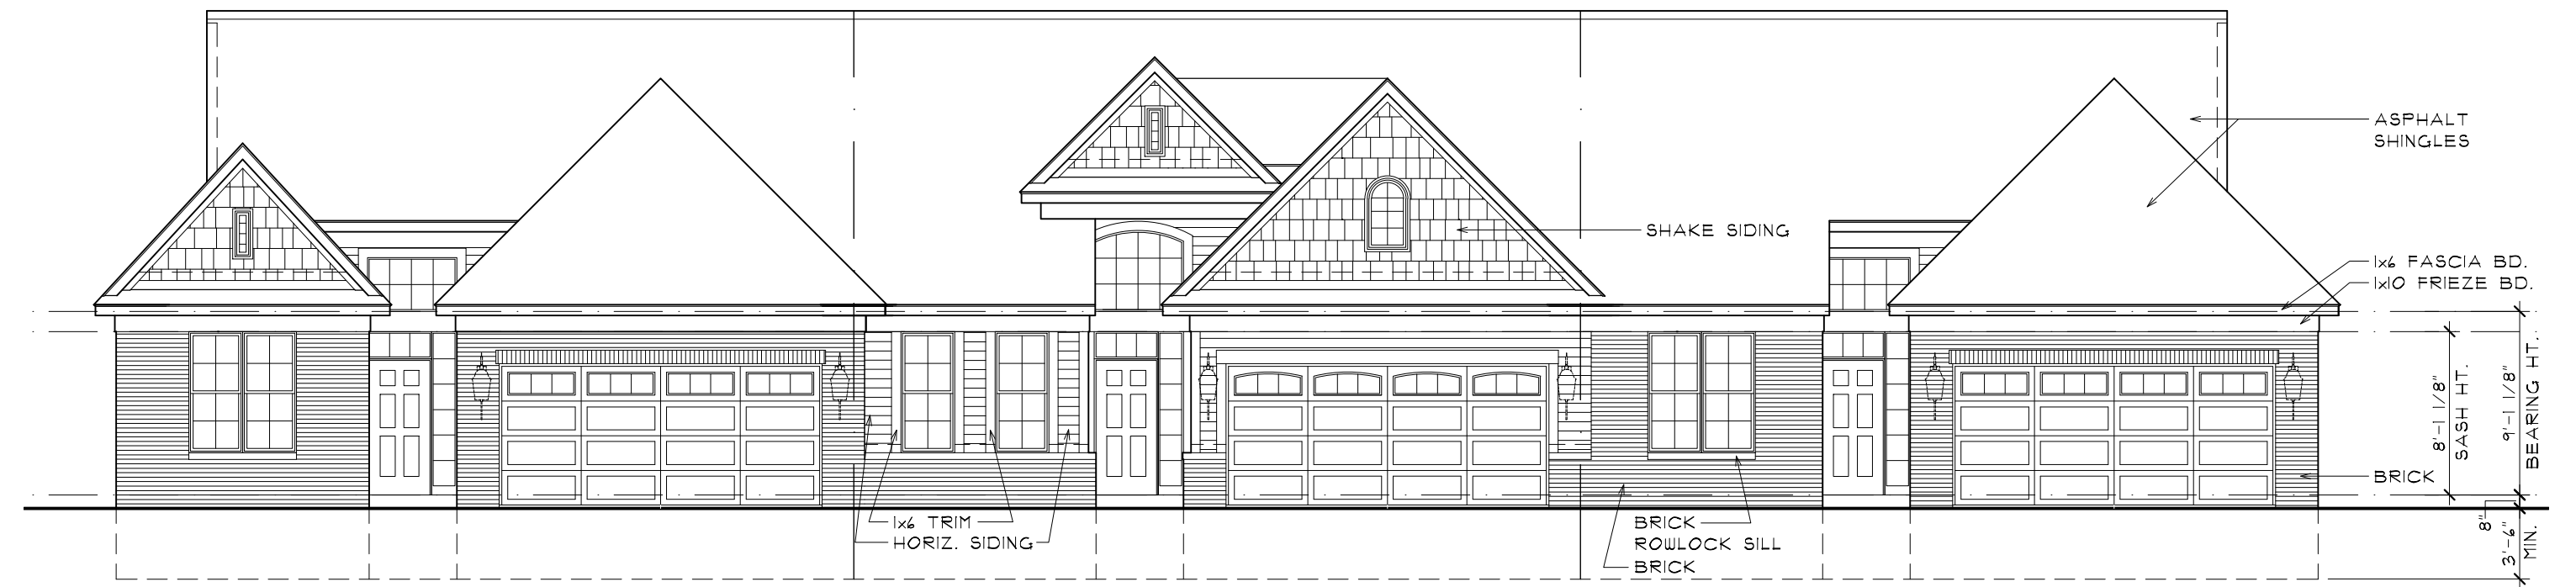 ASPHALT
SHINGLES
SHAKE SIDING
1x6 FASCIA BD.
1x10 FRIEZE BD.
8'-1 1/8"
SASH HT.
9'-1 1/8"
BEARING HT.
BRICK
1x6 TRIM
HORIZ. SIDING
BRICK
ROWLOCK SILL
BRICK
8"
3'-6"
MIN.